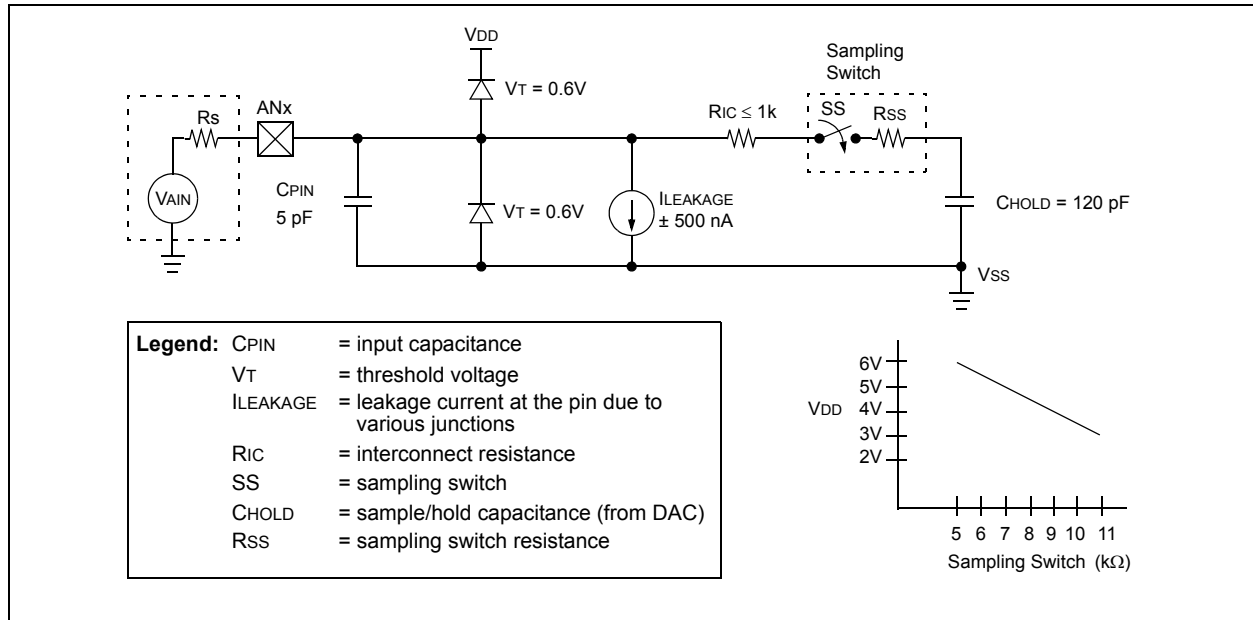 VDD
Sampling
Switch
VT = 0.6V
ANx
RS
RIC ≤ 1k
SS
RSS
VAIN
CPIN
5 pF
VT = 0.6V
ILEAKAGE
± 500 nA
CHOLD = 120 pF
VSS
Legend: CPIN = input capacitance
VT = threshold voltage
ILEAKAGE = leakage current at the pin due to
various junctions
RIC = interconnect resistance
SS = sampling switch
CHOLD = sample/hold capacitance (from DAC)
RSS = sampling switch resistance
VDD
6V
5V
4V
3V
2V
5 6 7 8 9 10 11
Sampling Switch (kΩ)